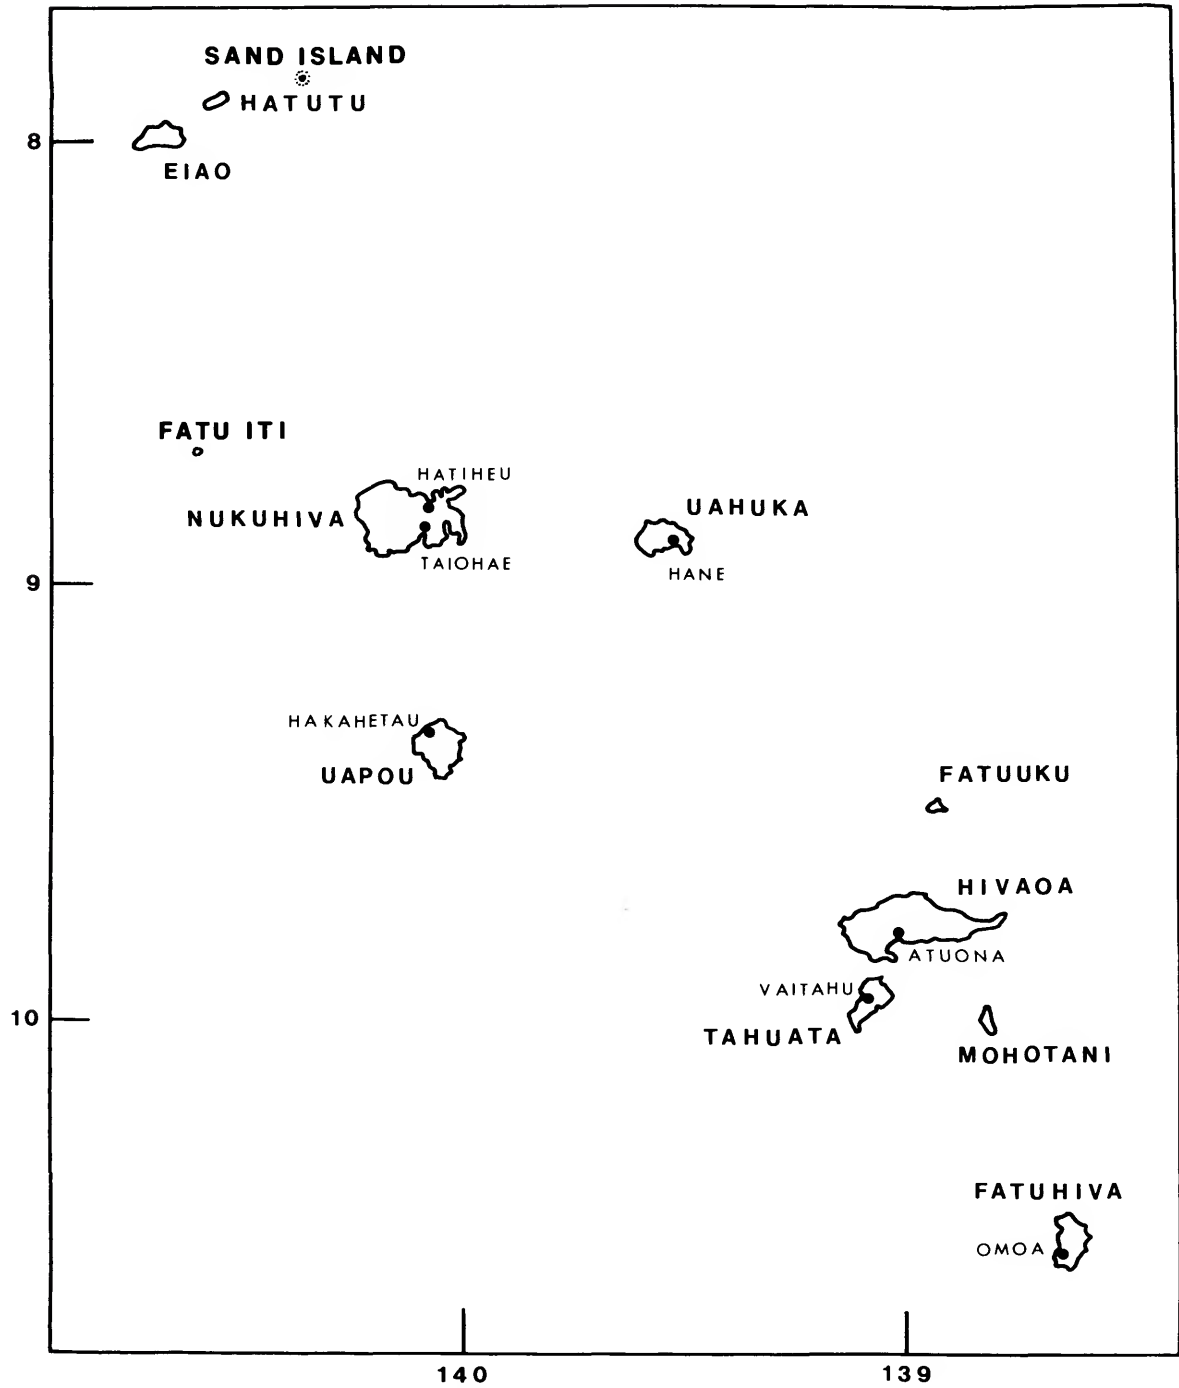 SAND ISLAND
HATUTU
8
EIAO
FATU ITI
HATIHEU
NUKUHIVA
UAHUKA
TAIOHAE
HANE
9
HAKAHETAU
UAPOU
FATUUKU
HIVAOA
ATUONA
VAITAHU
10
TAHUATA
MOHOTANI
FATUHIVA
OMOA
140
139